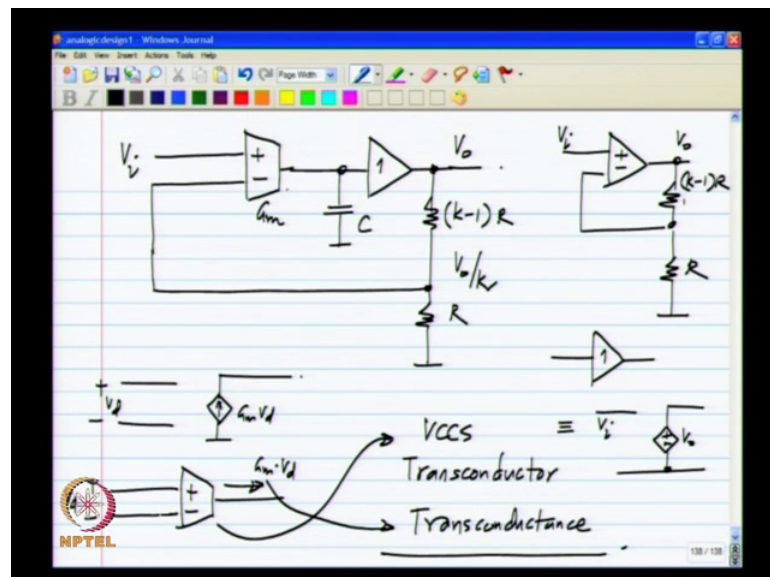 analogicdesign1 - Windows Journal
File Edit View Insert Actions Tools Help
Page Width
B I
Vi + - Gm C 1 Vo
(k-1)R
Vo/k
R
Vi + - Vo
(k-1)R
R
1
+ Vd - GmVd
VCCS
Transconductor
≡ Vi + - Vo
+ - Gm.Vd
Transconductance
NPTEL
138 / 138